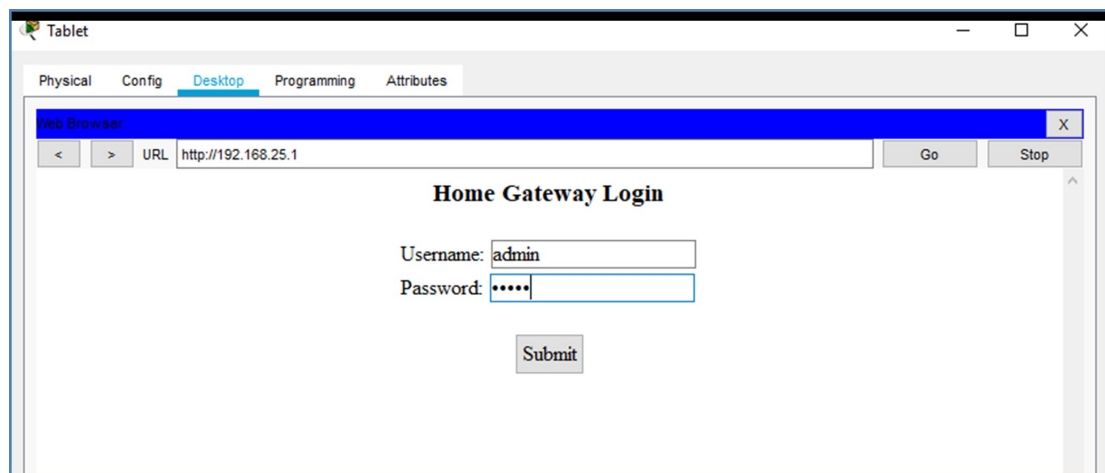 Tablet
Physical Config Desktop Programming Attributes
Web Browser X
< > URL http://192.168.25.1 Go Stop
Home Gateway Login
Username: admin
Password: •••••
Submit